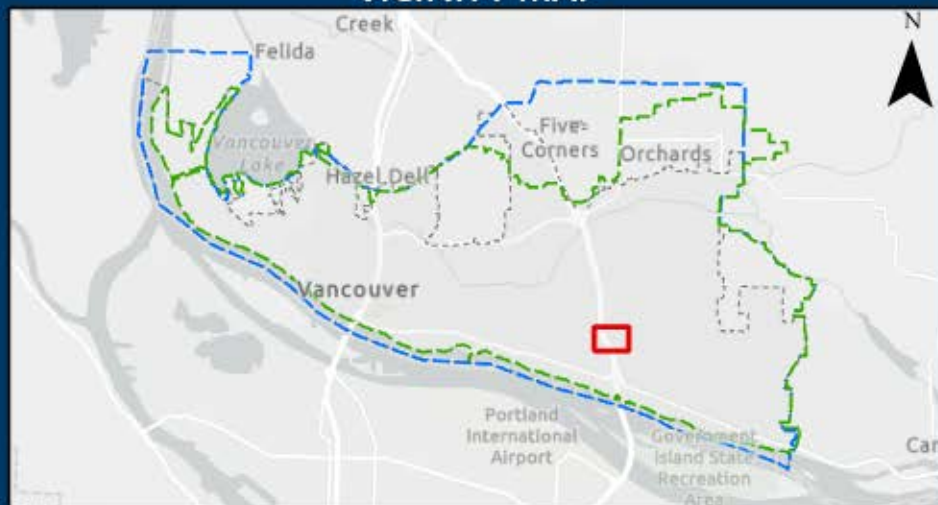 N
Creek
Felida
Vancouver
Lake
Five
Corners
Orchards
Hazel Dell
Vancouver
Portland
International
Airport
Government
Island State
Recreation
Area